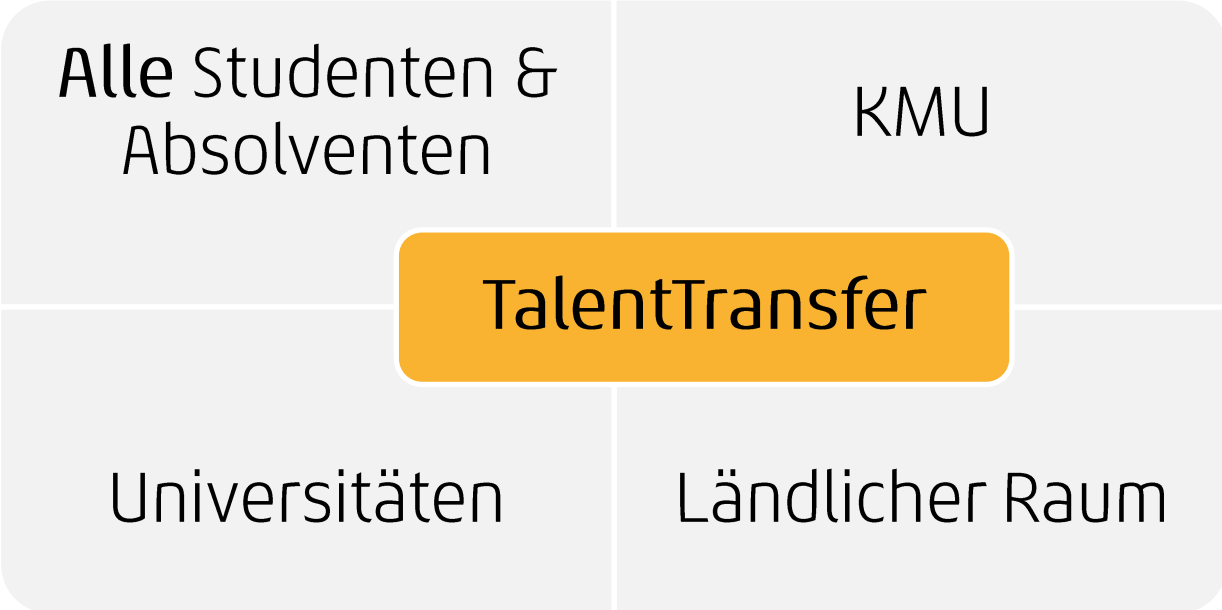 Alle Studenten &
Absolventen
KMU
TalentTransfer
Universitäten
Ländlicher Raum